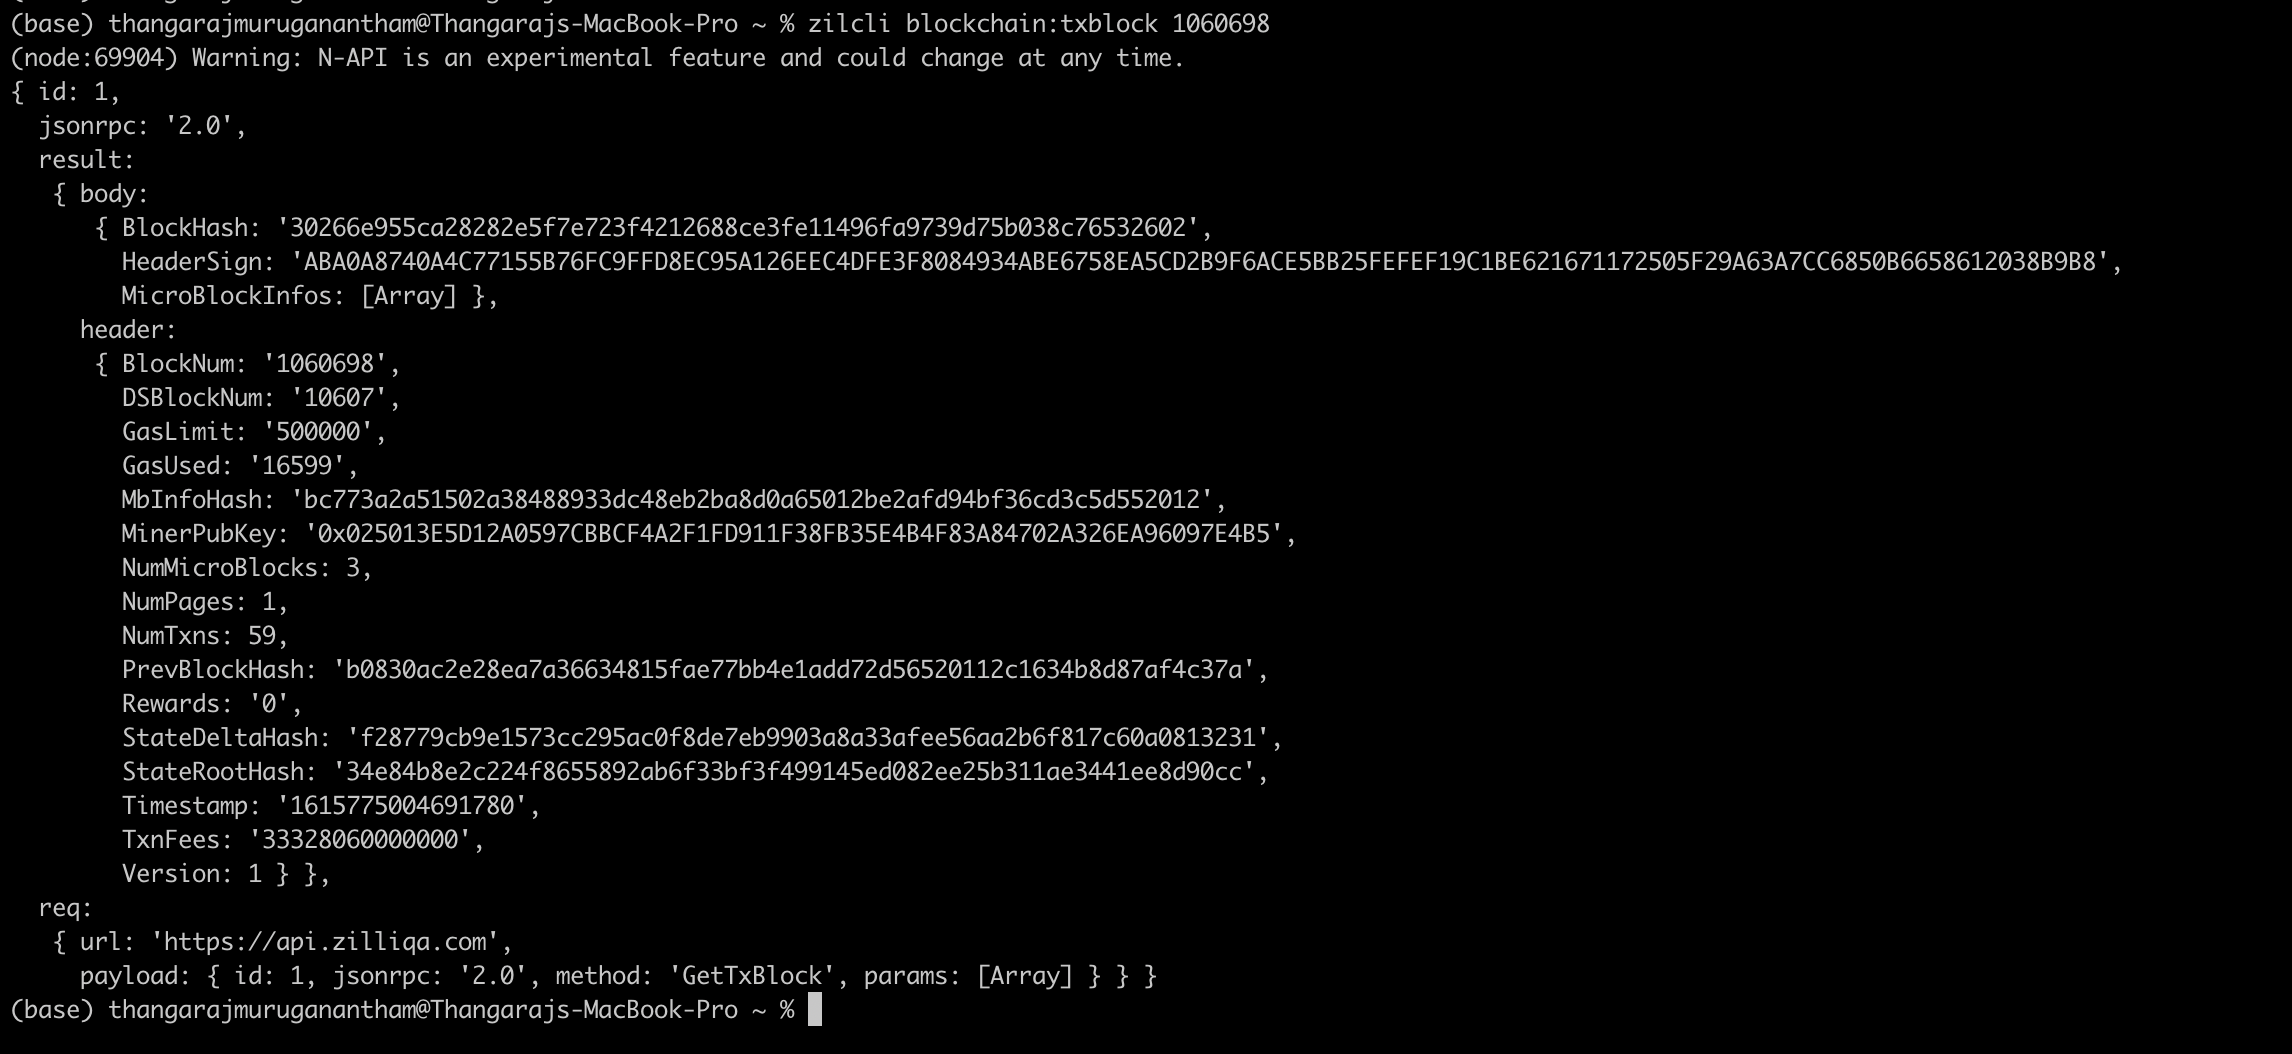 (base) thangarajmuruganantham@Thangarajs-MacBook-Pro ~ % zilcli blockchain:txblock 1060698
(node:69904) Warning: N-API is an experimental feature and could change at any time.
{ id: 1,
  jsonrpc: '2.0',
  result:
   { body:
      { BlockHash: '30266e955ca28282e5f7e723f4212688ce3fe11496fa9739d75b038c76532602',
        HeaderSign: 'ABA0A8740A4C77155B76FC9FFD8EC95A126EEC4DFE3F8084934ABE6758EA5CD2B9F6ACE5BB25FEFEF19C1BE621671172505F29A63A7CC6850B6658612038B9B8',
        MicroBlockInfos: [Array] },
     header:
      { BlockNum: '1060698',
        DSBlockNum: '10607',
        GasLimit: '500000',
        GasUsed: '16599',
        MbInfoHash: 'bc773a2a51502a38488933dc48eb2ba8d0a65012be2afd94bf36cd3c5d552012',
        MinerPubKey: '0x025013E5D12A0597CBBCF4A2F1FD911F38FB35E4B4F83A84702A326EA96097E4B5',
        NumMicroBlocks: 3,
        NumPages: 1,
        NumTxns: 59,
        PrevBlockHash: 'b0830ac2e28ea7a36634815fae77bb4e1add72d56520112c1634b8d87af4c37a',
        Rewards: '0',
        StateDeltaHash: 'f28779cb9e1573cc295ac0f8de7eb9903a8a33afee56aa2b6f817c60a0813231',
        StateRootHash: '34e84b8e2c224f8655892ab6f33bf3f499145ed082ee25b311ae3441ee8d90cc',
        Timestamp: '1615775004691780',
        TxnFees: '33328060000000',
        Version: 1 } },
  req:
   { url: 'https://api.zilliqa.com',
     payload: { id: 1, jsonrpc: '2.0', method: 'GetTxBlock', params: [Array] } } }
(base) thangarajmuruganantham@Thangarajs-MacBook-Pro ~ %